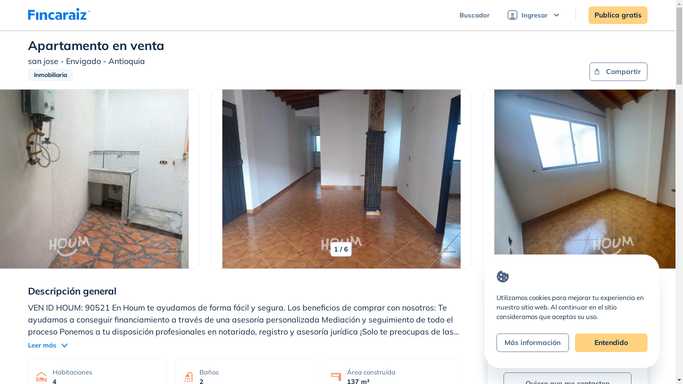 Fincaraíz
Buscador
Ingresar
Publica gratis
Apartamento en venta
san jose - Envigado - Antioquia
Inmobiliaria
Compartir
HOUM
HOUM
HOUM
1 / 6
Descripción general
VEN ID HOUM: 90521 En Houm te ayudamos de forma fácil y segura. Los beneficios de comprar con nosotros: Te
ayudamos a conseguir financiamiento a través de una asesoría personalizada Mediación y seguimiento de todo el
proceso Ponemos a tu disposición profesionales en notariado, registro y asesoría jurídica ¡Solo te preocupas de las...
Leer más
Habitaciones
4
Baños
2
Área construida
137 m²
Utilizamos cookies para mejorar tu experiencia en
nuestro sitio web. Al continuar en el sitio
consideramos que aceptas su uso.
Más información
Entendido
Quiero que me contacten